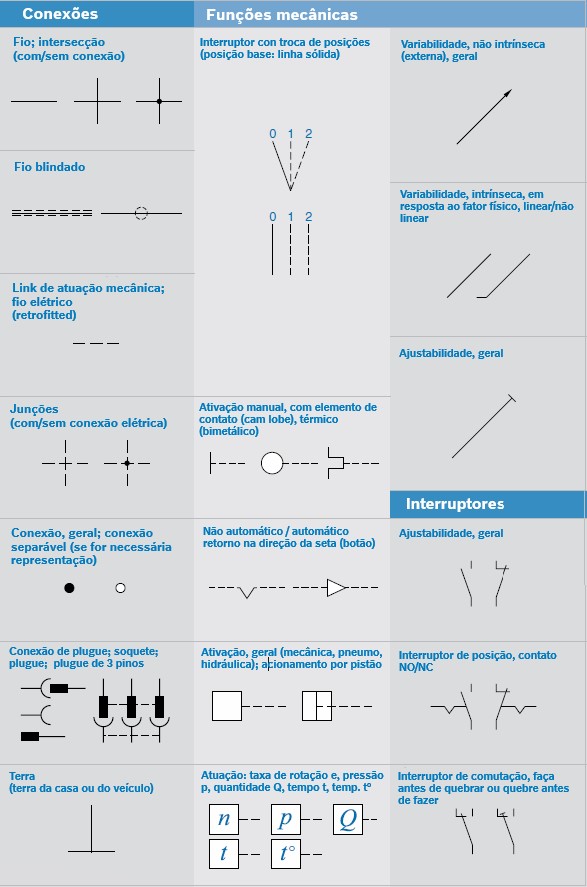 Conexões
Fio; intersecção
(com/sem conexão)
Fio blindado
Link de atuação mecânica;
fio elétrico
(retrofitted)
Junções
(com/sem conexão elétrica)
Conexão, geral; conexão
separável (se for necessária
representação)
Conexão de plugue; soquete;
plugue; plugue de 3 pinos
Terra
(terra da casa ou do veículo)
Funções mecânicas
Interruptor con troca de posições
(posição base: linha sólida)
0 1 2
0 1 2
Ativação manual, com elemento de
contato (cam lobe), térmico
(bimetálico)
Não automático / automático
retorno na direção da seta (botão)
Ativação, geral (mecânica, pneumo,
hidráulica); acionamento por pistão
Atuação: taxa de rotação e, pressão
p, quantidade Q, tempo t, temp. t°
n p Q
t t°
Variabilidade, não intrínseca
(externa), geral
Variabilidade, intrínseca, em
resposta ao fator físico, linear/não
linear
Ajustabilidade, geral
Interruptores
Ajustabilidade, geral
Interruptor de posição, contato
NO/NC
Interruptor de comutação, faça
antes de quebrar ou quebre antes
de fazer